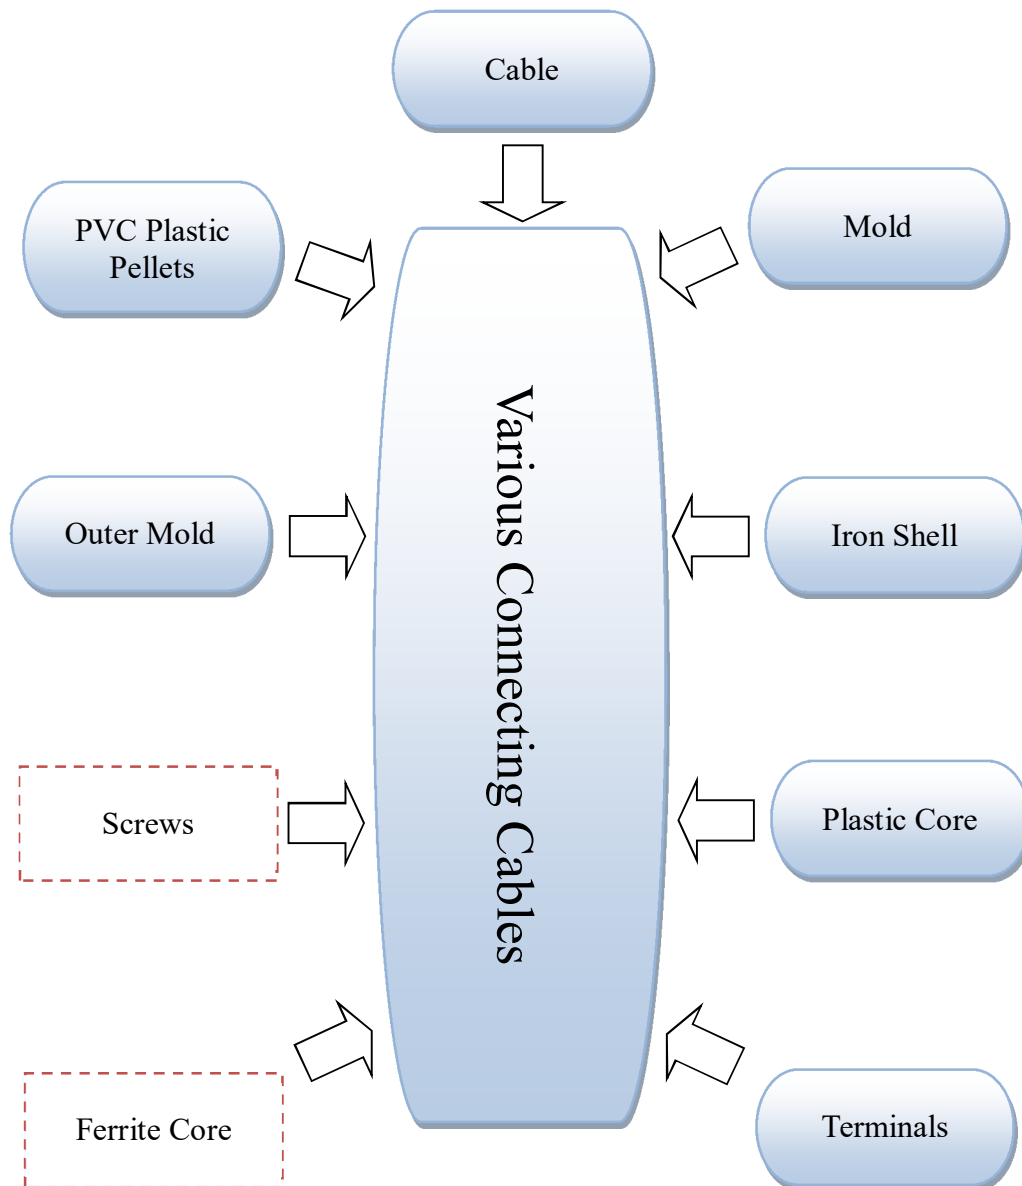 Cable
PVC Plastic
Pellets
Mold
Various Connecting Cables
Outer Mold
Iron Shell
Screws
Plastic Core
Ferrite Core
Terminals